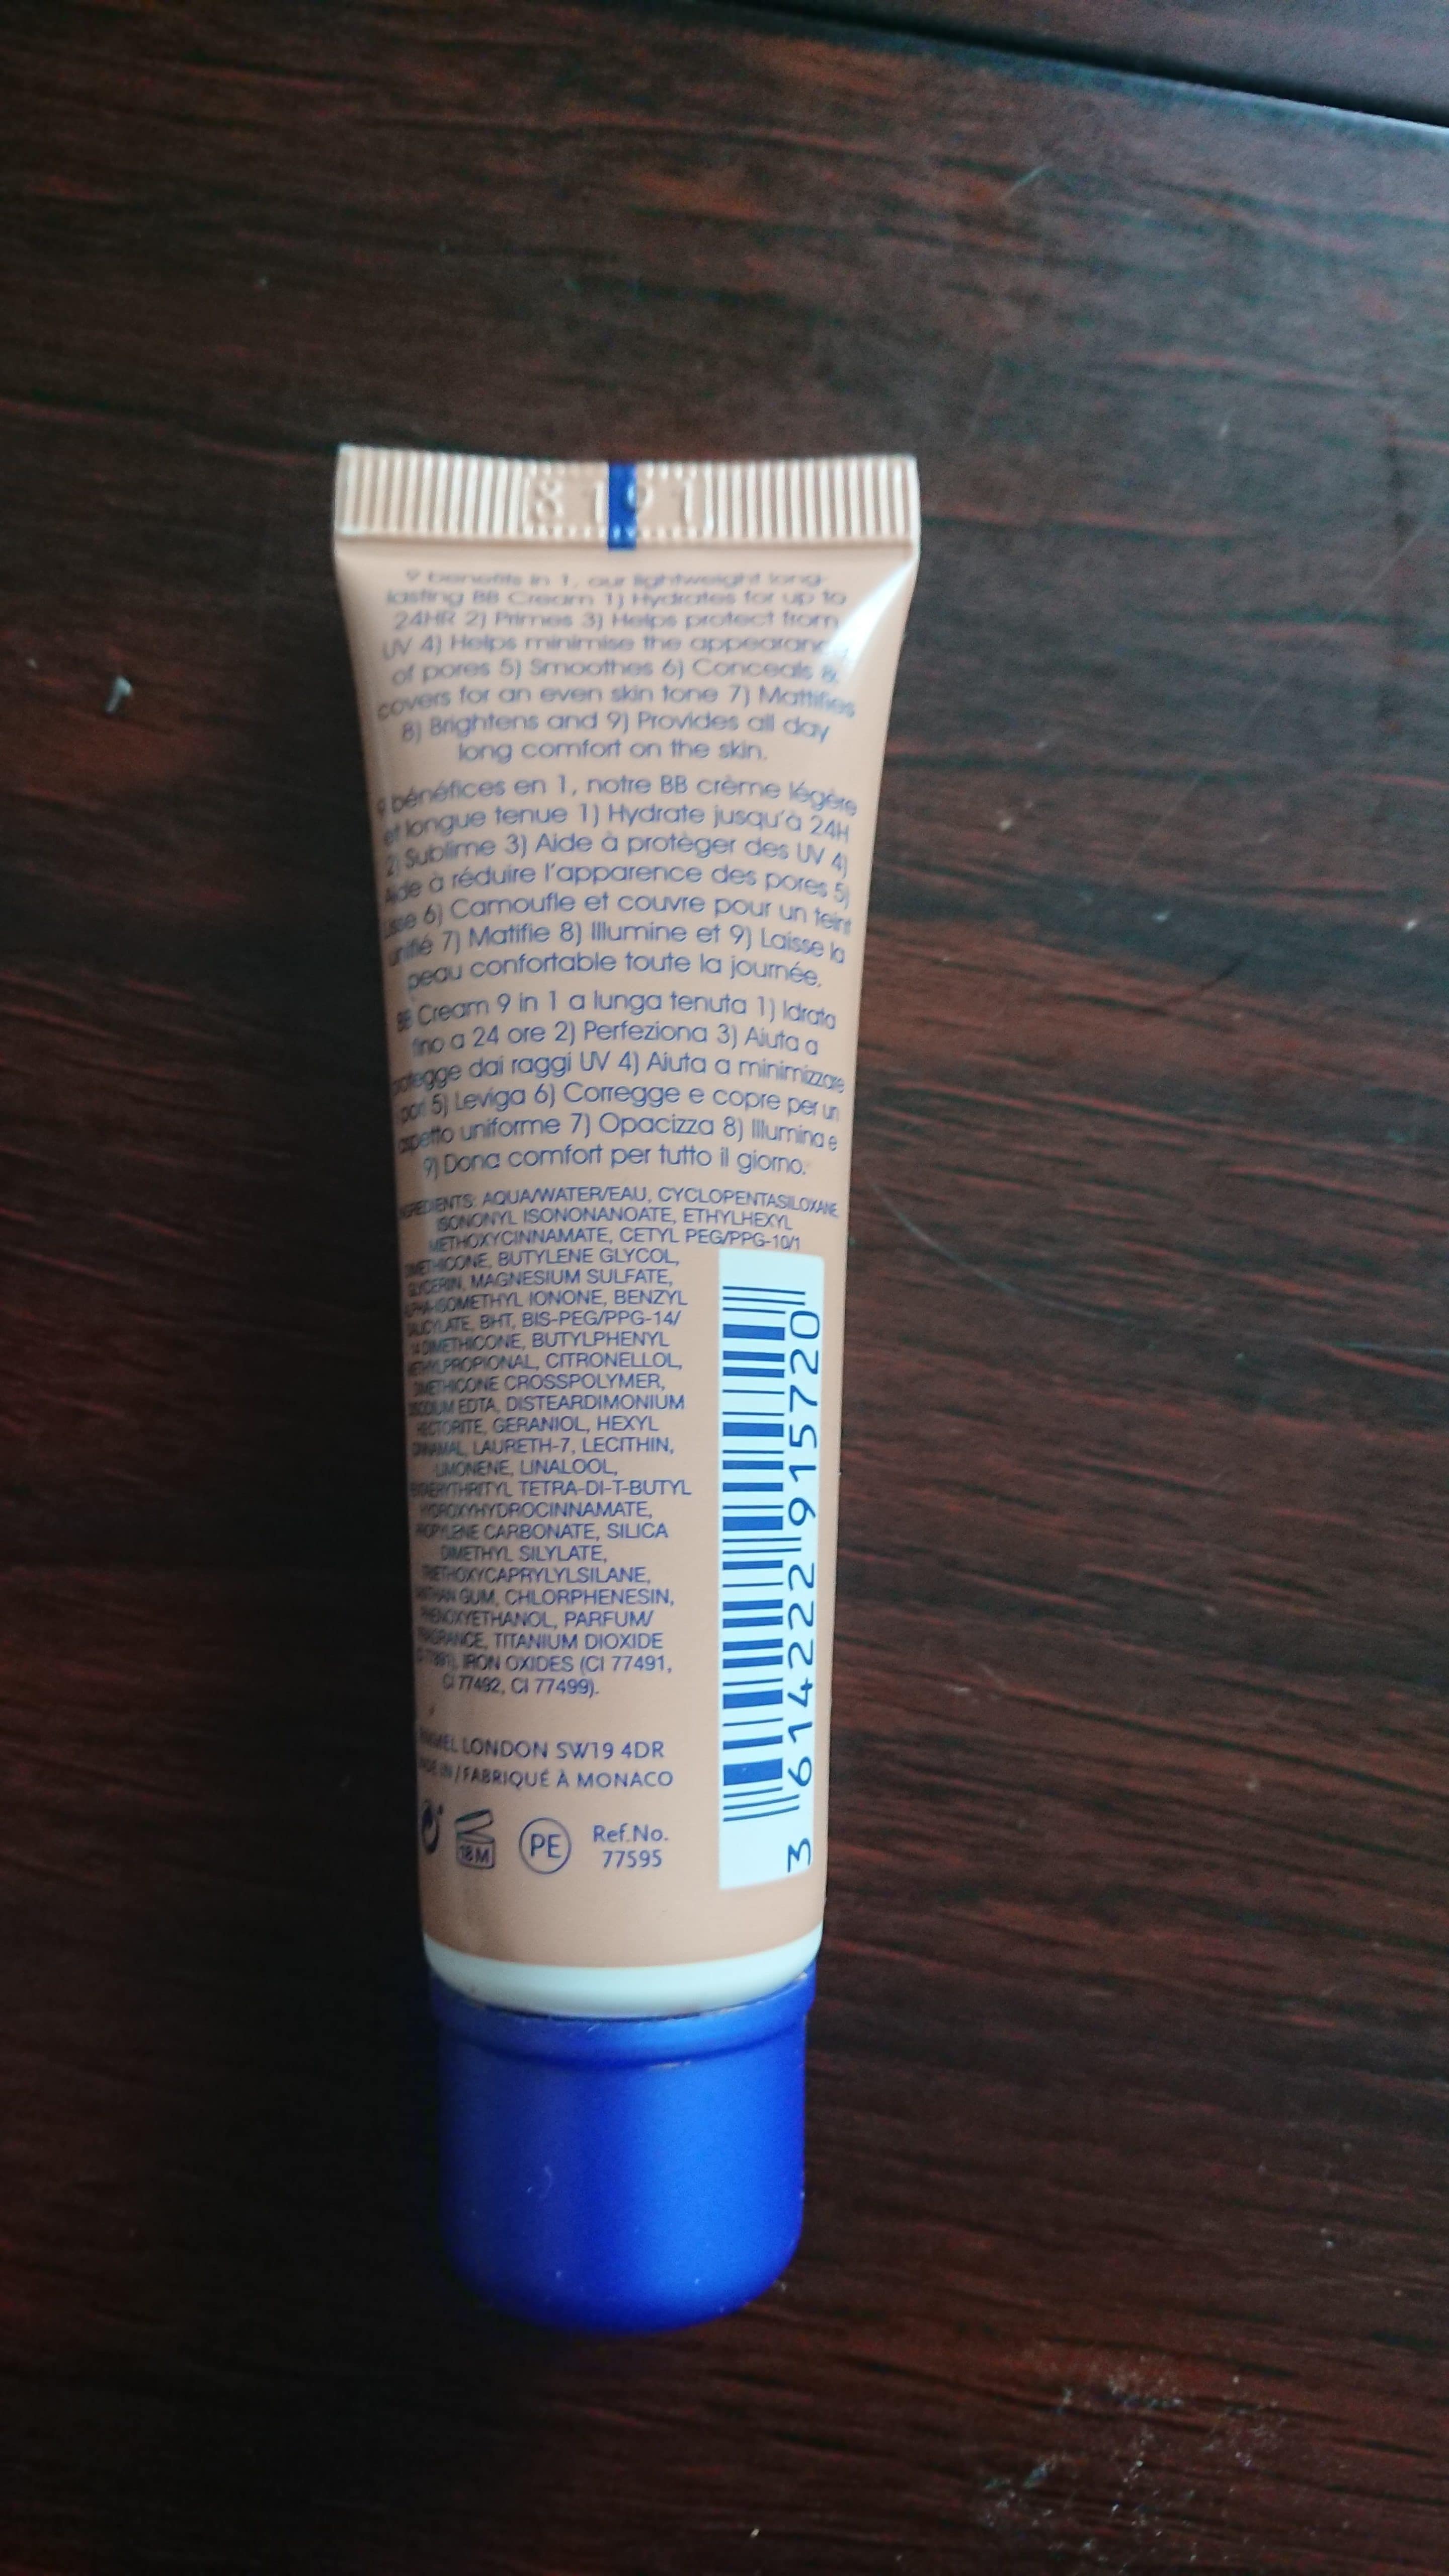 8191
9 benefits in 1, our lightweight long-
lasting BB Cream 1) Hydrates for up to
24HR 2) Primes 3) Helps protect from
UV 4) Helps minimise the appearance
of pores 5) Smoothes 6) Conceals &
covers for an even skin tone 7) Mattifies
8) Brightens and 9) Provides all day
long comfort on the skin.
9 bénéfices en 1, notre BB crème légère
et longue tenue 1) Hydrate jusqu'à 24H
2) Sublime 3) Aide à protèger des UV 4)
Aide à réduire l'apparence des pores 5)
Lisse 6) Camoufle et couvre pour un teint
unifié 7) Matifie 8) Illumine et 9) Laisse la
peau confortable toute la journée.
BB Cream 9 in 1 a lunga tenuta 1) Idrata
fino a 24 ore 2) Perfeziona 3) Aiuta a
protegge dai raggi UV 4) Aiuta a minimizzare
i pori 5) Leviga 6) Corregge e copre per un
aspetto uniforme 7) Opacizza 8) Illumina e
9) Dona comfort per tutto il giorno.
INGREDIENTS: AQUA/WATER/EAU, CYCLOPENTASILOXANE,
ISONONYL ISONONANOATE, ETHYLHEXYL
METHOXYCINNAMATE, CETYL PEG/PPG-10/1
DIMETHICONE, BUTYLENE GLYCOL,
GLYCERIN, MAGNESIUM SULFATE,
ALPHA-ISOMETHYL IONONE, BENZYL
SALICYLATE, BHT, BIS-PEG/PPG-14/
14 DIMETHICONE, BUTYLPHENYL
METHYLPROPIONAL, CITRONELLOL,
DIMETHICONE CROSSPOLYMER,
DISODIUM EDTA, DISTEARDIMONIUM
HECTORITE, GERANIOL, HEXYL
CINNAMAL, LAURETH-7, LECITHIN,
LIMONENE, LINALOOL,
PENTAERYTHRITYL TETRA-DI-T-BUTYL
HYDROXYHYDROCINNAMATE,
PROPYLENE CARBONATE, SILICA
DIMETHYL SILYLATE,
TRIETHOXYCAPRYLYLSILANE,
XANTHAN GUM, CHLORPHENESIN,
PHENOXYETHANOL, PARFUM/
FRAGRANCE, TITANIUM DIOXIDE
(CI 77891), IRON OXIDES (CI 77491,
CI 77492, CI 77499).
RIMMEL LONDON SW19 4DR
MADE IN / FABRIQUÉ À MONACO
18M
PE
Ref.No.
77595
3 614222 915720